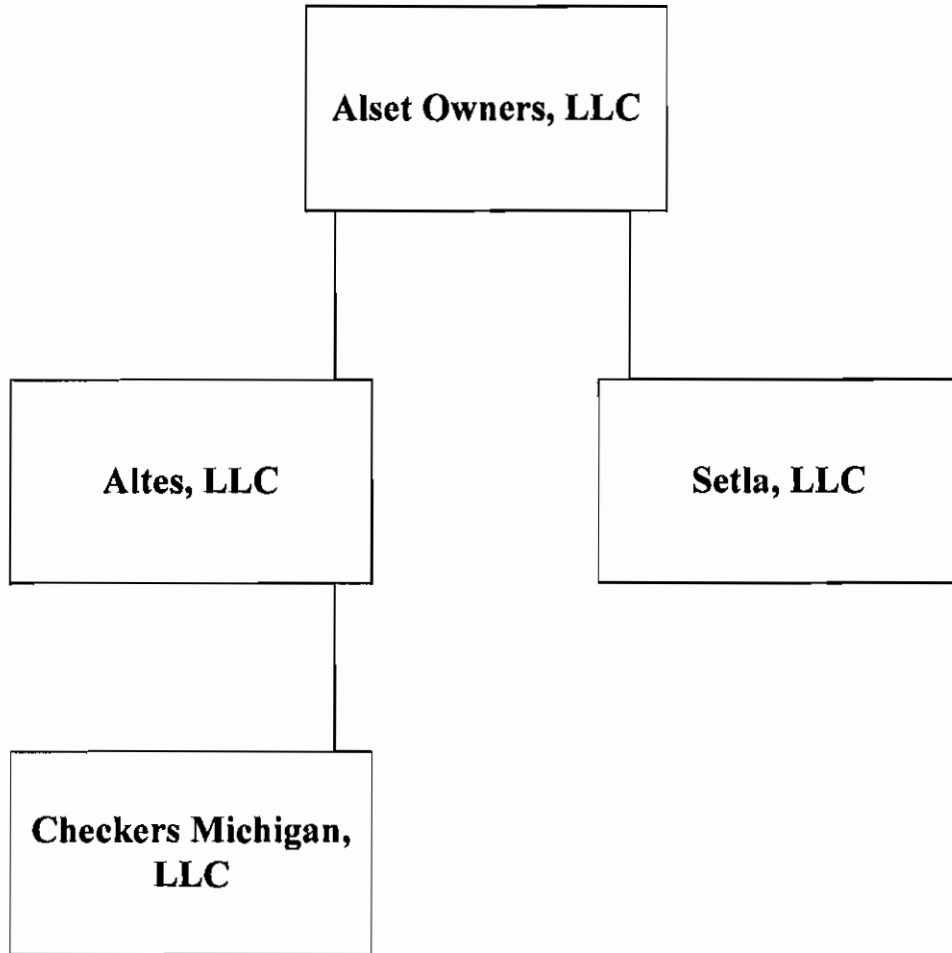 Alset Owners, LLC
Altes, LLC
Setla, LLC
Checkers Michigan,
LLC